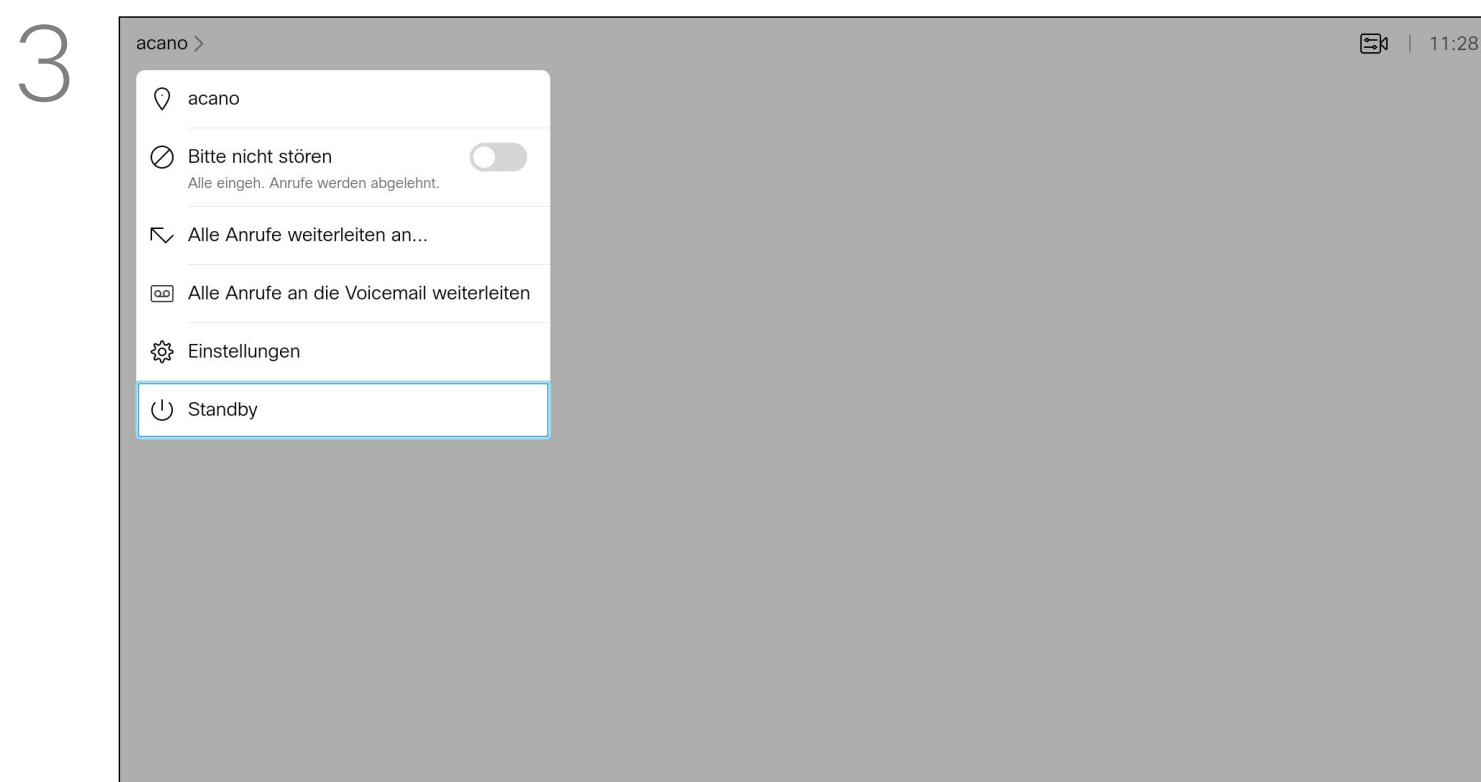 3
acano
11:28
acano
Bitte nicht stören
Alle eingeh. Anrufe werden abgelehnt.
Alle Anrufe weiterleiten an...
Alle Anrufe an die Voicemail weiterleiten
Einstellungen
Standby